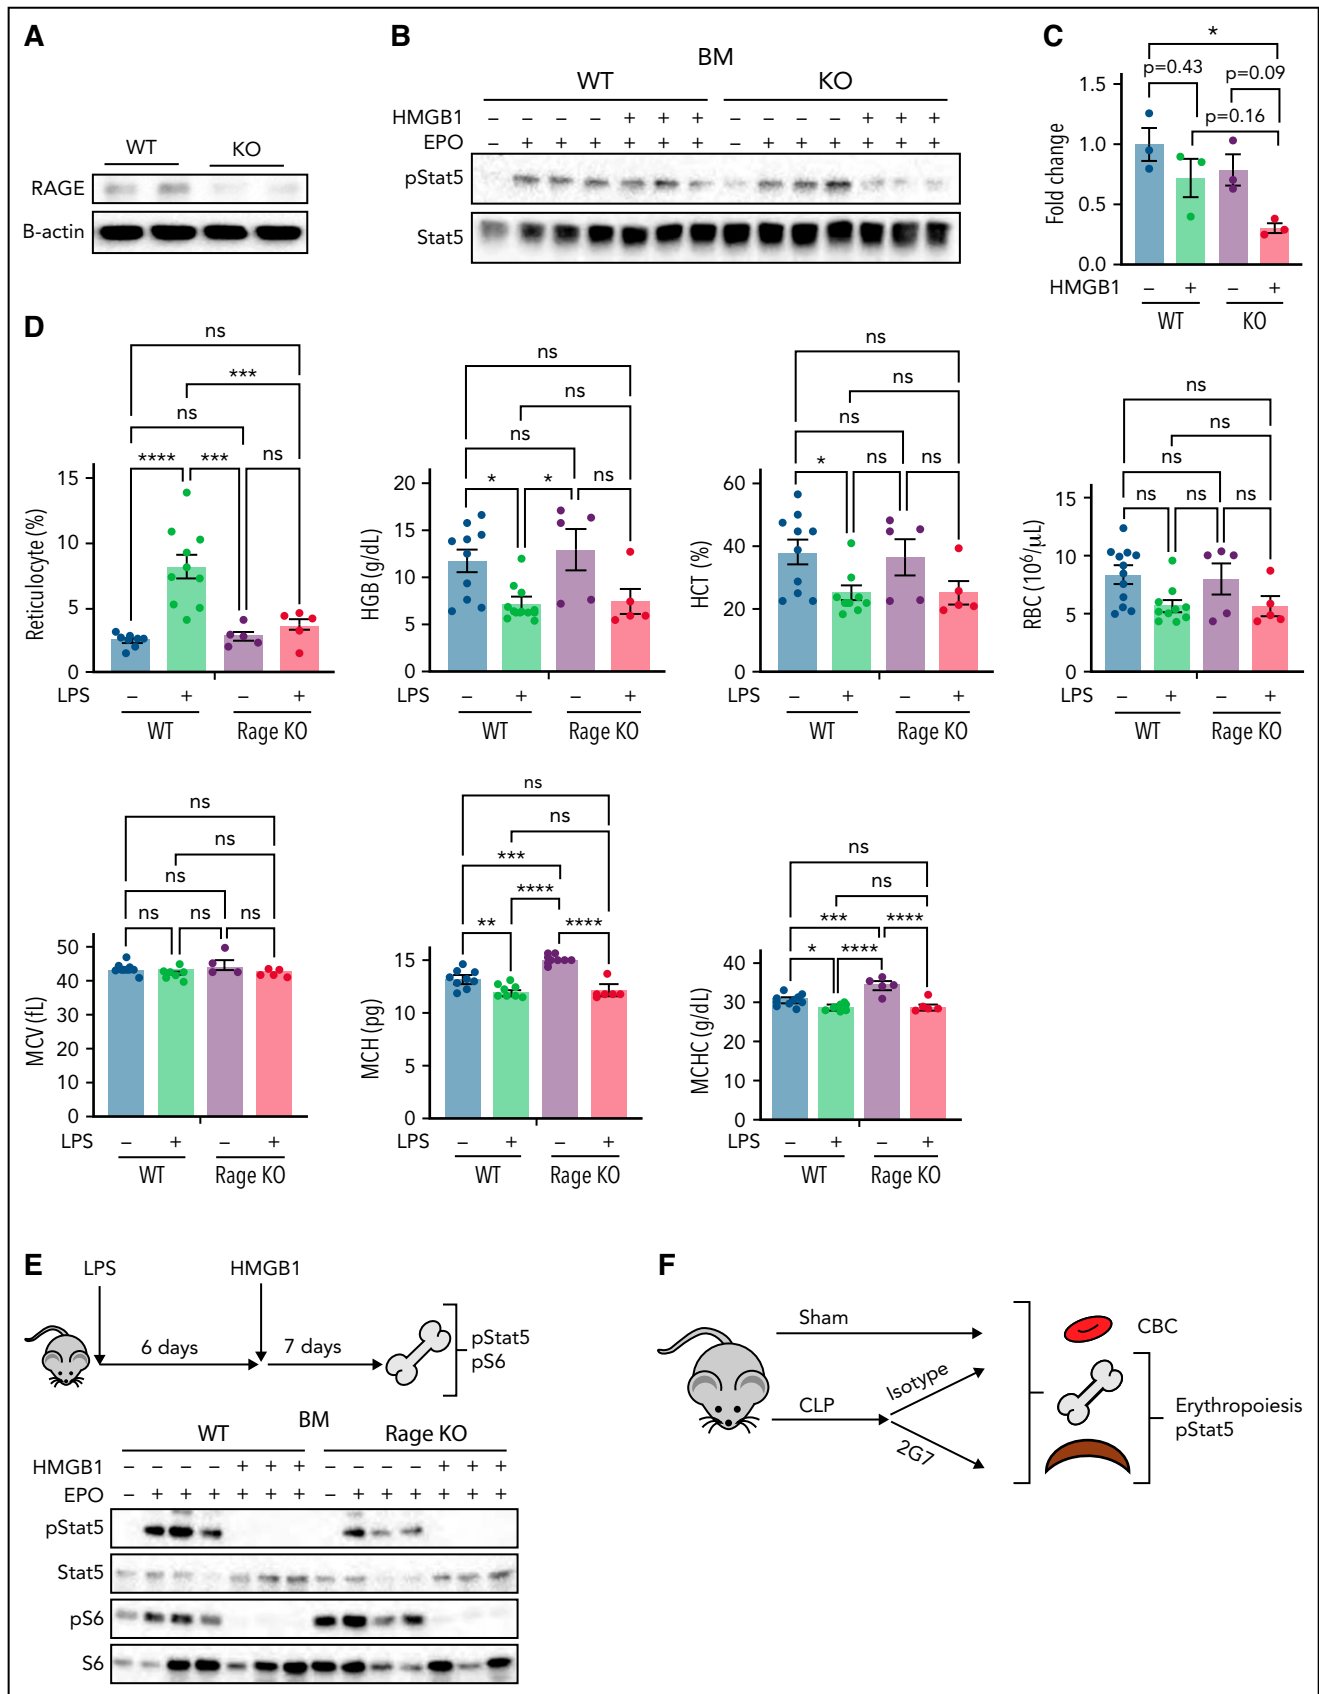 A
WT KO
RAGE
B-actin
B
BM
WT KO
HMGB1 – – – – + + + – – – – + + +
EPO – + + + + + + – + + + + + +
pStat5
Stat5
C
*
p=0.43 p=0.09
p=0.16
Fold change
1.5
1.0
0.5
0.0
HMGB1 – + – +
WT KO
D
ns
***
ns
**** *** ns
Reticulocyte (%)
15
10
5
0
LPS – + – +
WT Rage KO
ns
ns
ns
* * ns
HGB (g/dL)
20
15
10
5
0
LPS – + – +
WT Rage KO
ns
ns
ns
* ns ns
HCT (%)
60
40
20
0
LPS – + – +
WT Rage KO
ns
ns
ns
ns ns ns
RBC (10⁶/µL)
15
10
5
0
LPS – + – +
WT Rage KO
ns
ns
ns
ns ns ns
MCV (fL)
50
40
30
20
10
0
LPS – + – +
WT Rage KO
ns
ns
***
****
** ****
MCH (pg)
15
10
5
0
LPS – + – +
WT Rage KO
ns
ns
*** ****
* ****
MCHC (g/dL)
40
30
20
10
0
LPS – + – +
WT Rage KO
E
LPS HMGB1
6 days 7 days
pStat5
pS6
BM
WT Rage KO
HMGB1 – – – – + + + – – – – + + +
EPO – + + + + + + – + + + + + +
pStat5
Stat5
pS6
S6
F
Sham
CLP
Isotype
2G7
CBC
Erythropoiesis
pStat5